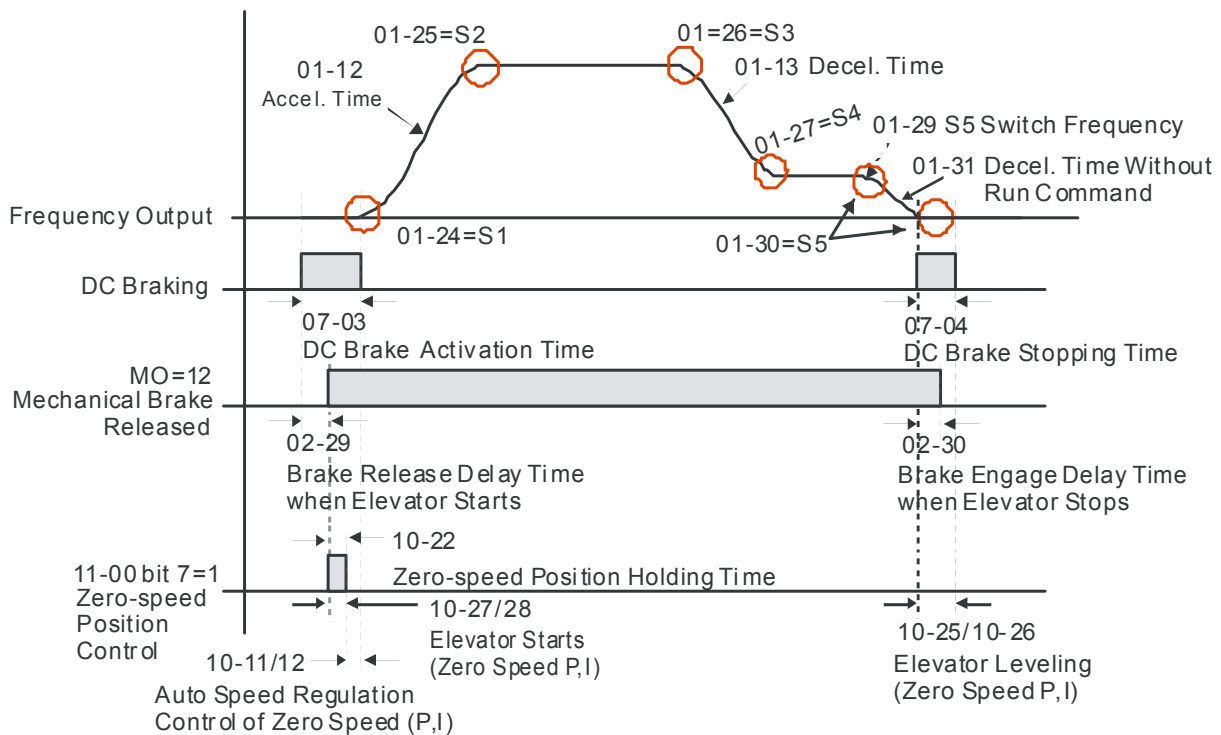 01-25=S2
01=26=S3
01-12
Accel. Time
01-13 Decel. Time
01-27=S4
01-29 S5 Switch Frequency
01-31 Decel. Time Without
Run Command
Frequency Output
01-24=S1
01-30=S5
DC Braking
07-03
DC Brake Activation Time
07-04
DC Brake Stopping Time
MO=12
Mechanical Brake
Released
02-29
Brake Release Delay Time
when Elevator Starts
02-30
Brake Engage Delay Time
when Elevator Stops
10-22
Zero-speed Position Holding Time
11-00 bit 7=1
Zero-speed
Position
Control
10-27/28
Elevator Starts
(Zero Speed P,I)
10-25/10-26
Elevator Leveling
(Zero Speed P,I)
10-11/12
Auto Speed Regulation
Control of Zero Speed (P,I)